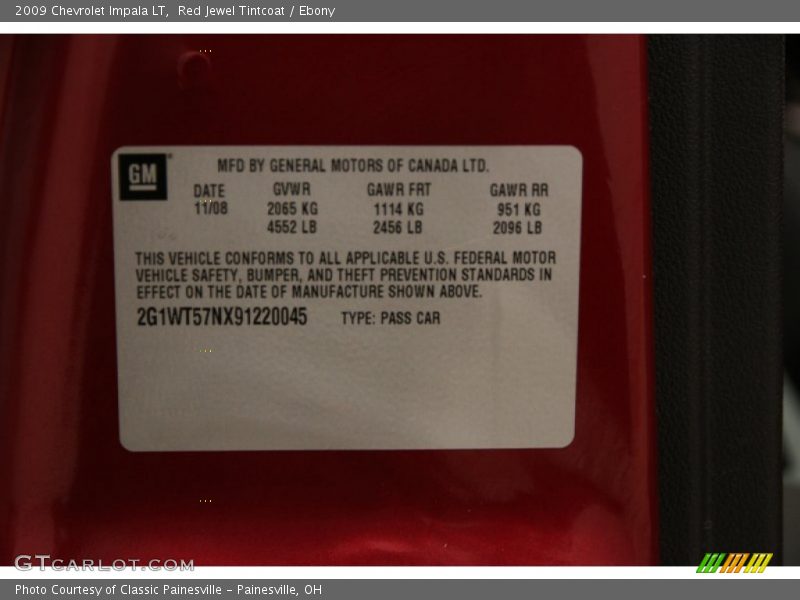 2009 Chevrolet Impala LT, Red Jewel Tintcoat / Ebony
GM
MFD BY GENERAL MOTORS OF CANADA LTD.
DATE GVWR GAWR FRT GAWR RR
11/08 2065 KG 1114 KG 951 KG
4552 LB 2456 LB 2096 LB
THIS VEHICLE CONFORMS TO ALL APPLICABLE U.S. FEDERAL MOTOR
VEHICLE SAFETY, BUMPER, AND THEFT PREVENTION STANDARDS IN
EFFECT ON THE DATE OF MANUFACTURE SHOWN ABOVE.
2G1WT57NX91220045 TYPE: PASS CAR
GTCARLOT.COM
Photo Courtesy of Classic Painesville - Painesville, OH